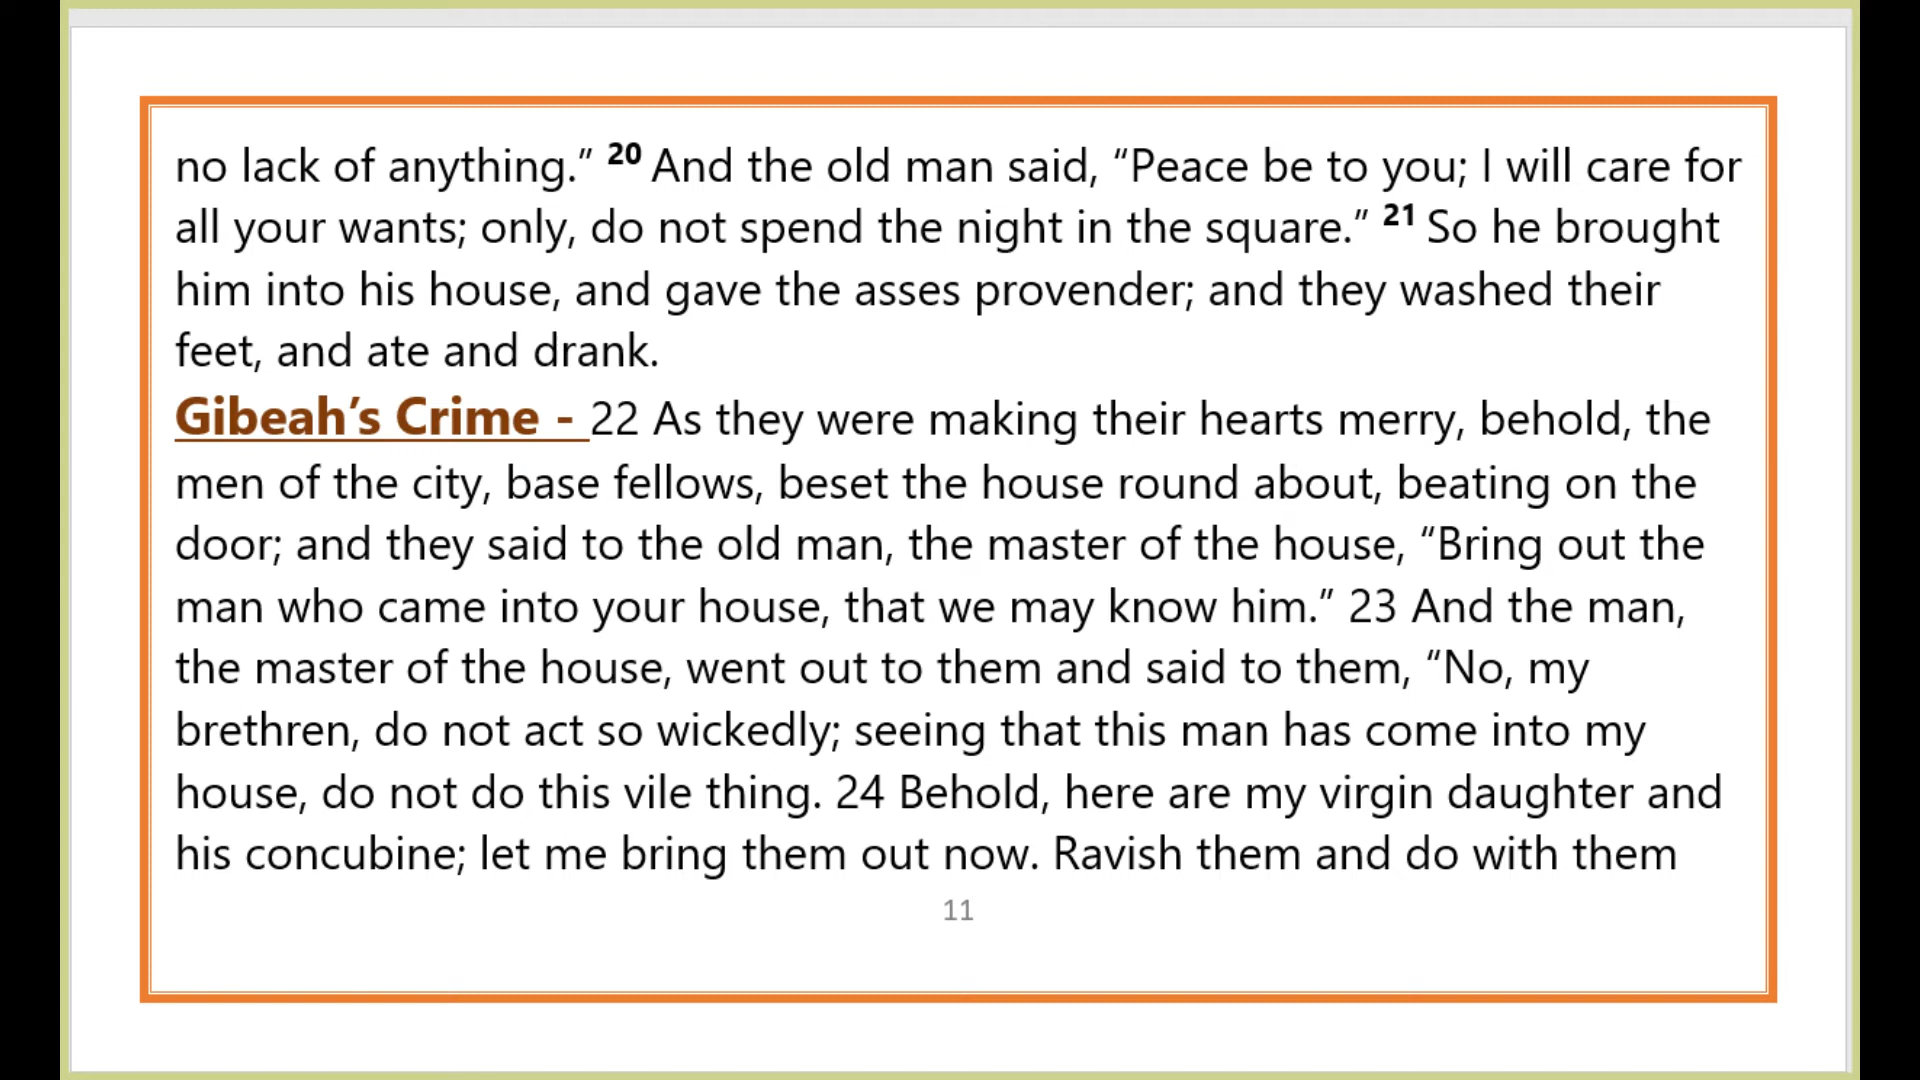 no lack of anything.” 20 And the old man said, “Peace be to you; I will care for
all your wants; only, do not spend the night in the square.” 21 So he brought
him into his house, and gave the asses provender; and they washed their
feet, and ate and drank.
Gibeah’s Crime - 22 As they were making their hearts merry, behold, the
men of the city, base fellows, beset the house round about, beating on the
door; and they said to the old man, the master of the house, “Bring out the
man who came into your house, that we may know him.” 23 And the man,
the master of the house, went out to them and said to them, “No, my
brethren, do not act so wickedly; seeing that this man has come into my
house, do not do this vile thing. 24 Behold, here are my virgin daughter and
his concubine; let me bring them out now. Ravish them and do with them
11